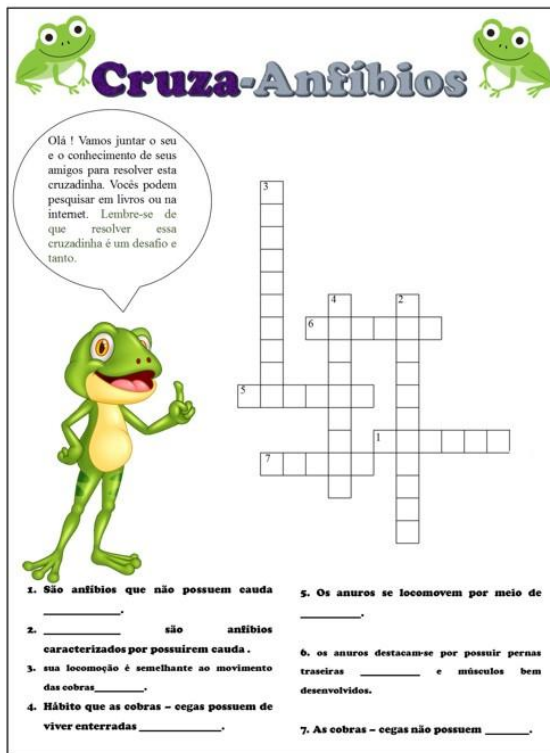 Cruza-Anfíbios
Olá ! Vamos juntar o seu
e o conhecimento de seus
amigos para resolver esta
cruzadinha. Vocês podem
pesquisar em livros ou na
internet. Lembre-se de
que resolver essa
cruzadinha é um desafio e
tanto.
3
4 2
6
5
1
7
1. São anfíbios que não possuem cauda
____________.
2. ____________ são anfíbios
caracterizados por possuirem cauda .
3. sua locomoção é semelhante ao movimento
das cobras_________.
4. Hábito que as cobras – cegas possuem de
viver enterradas _____________.
5. Os anuros se locomovem por meio de
__________.
6. os anuros destacam-se por possuir pernas
traseiras __________ e músculos bem
desenvolvidos.
7. As cobras – cegas não possuem _______.